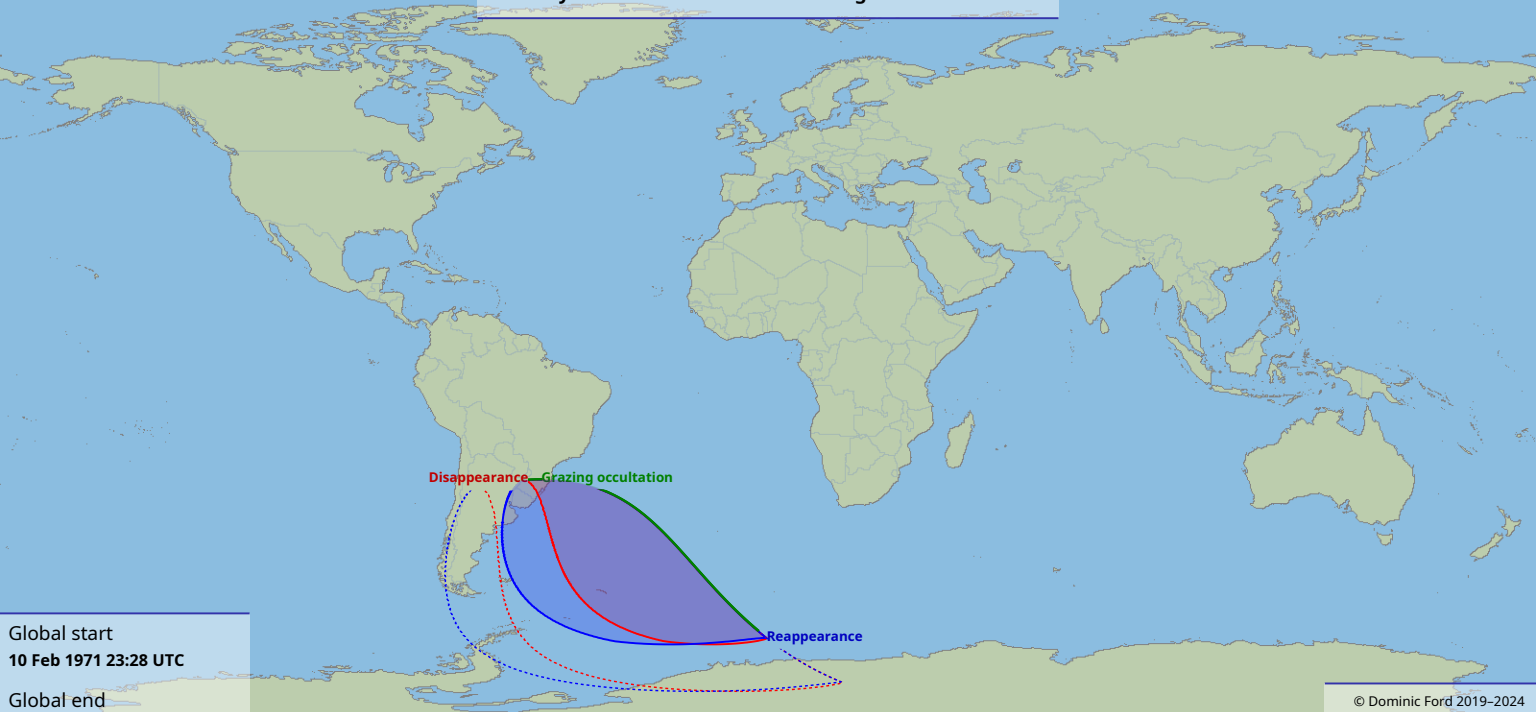 Disappearance
Grazing occultation
Reappearance
Global start
10 Feb 1971 23:28 UTC
Global end
© Dominic Ford 2019–2024